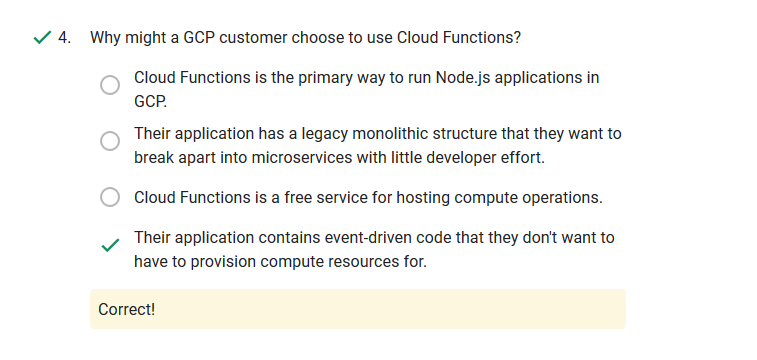 4. Why might a GCP customer choose to use Cloud Functions?
Cloud Functions is the primary way to run Node.js applications in
GCP.
Their application has a legacy monolithic structure that they want to
break apart into microservices with little developer effort.
Cloud Functions is a free service for hosting compute operations.
Their application contains event-driven code that they don't want to
have to provision compute resources for.
Correct!